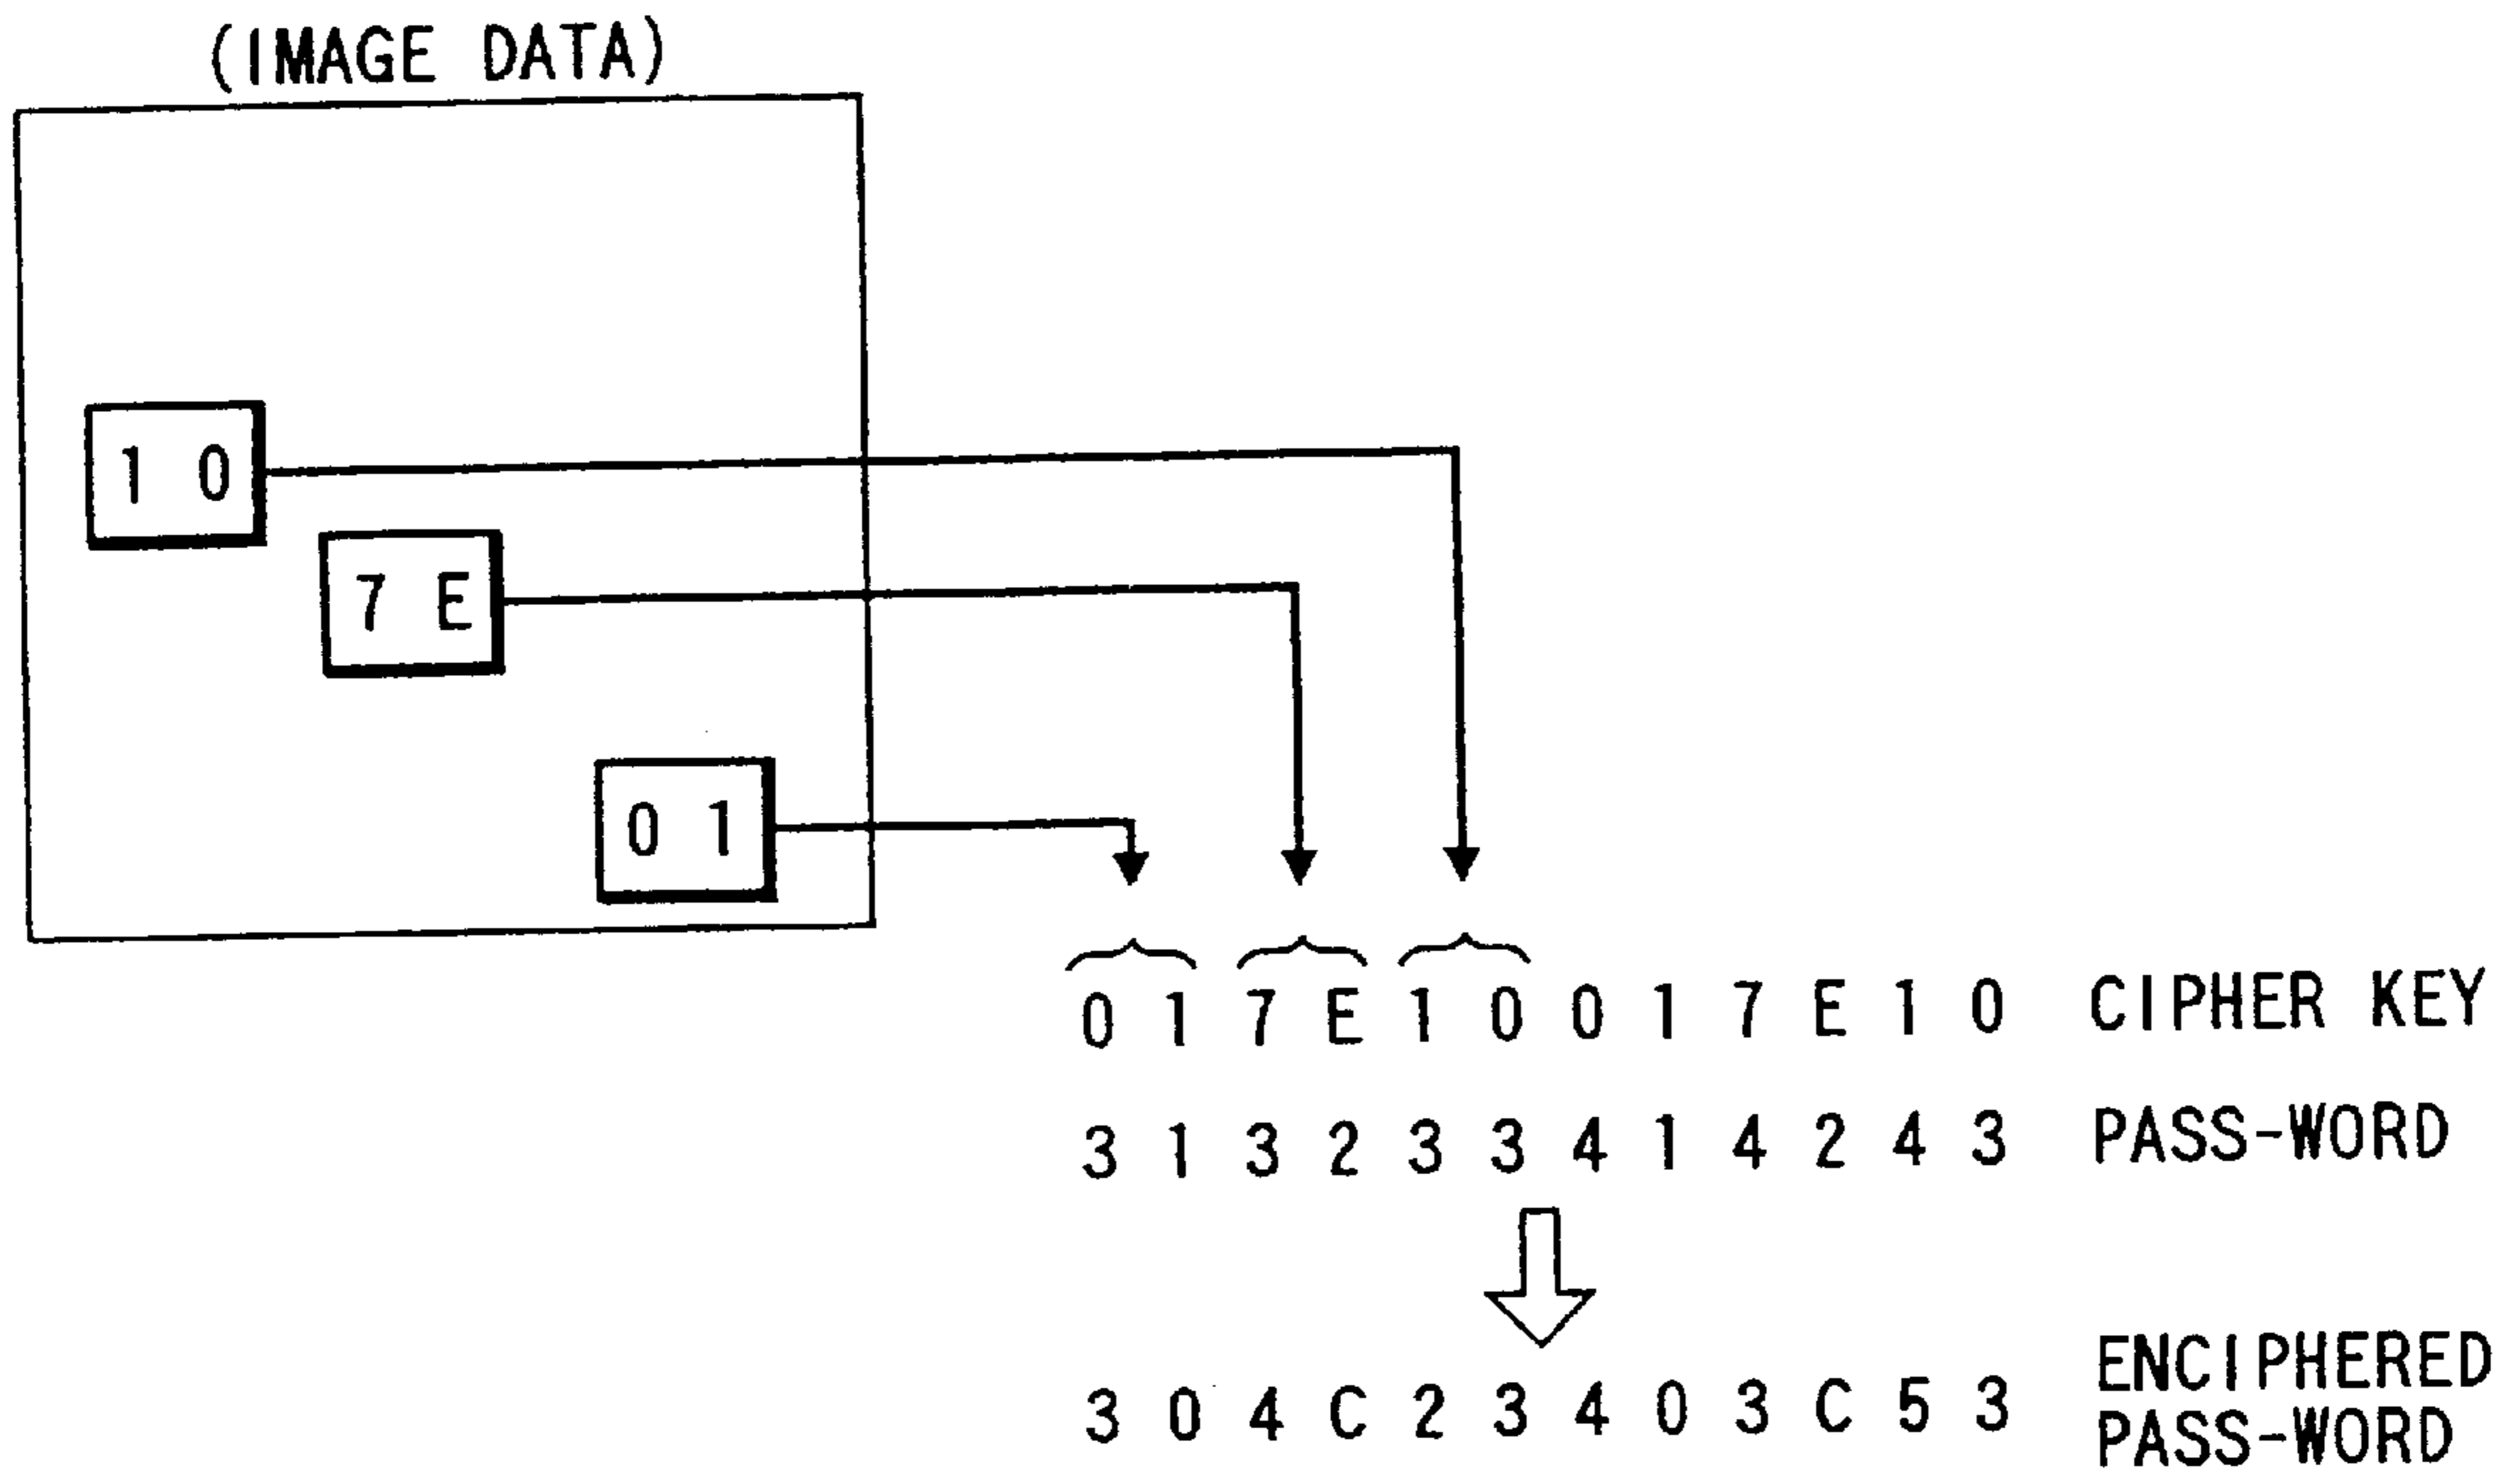 (IMAGE DATA)
1 0
7 E
0 1
0 1 7 E 1 0 0 1 7 E 1 0 CIPHER KEY
3 1 3 2 3 3 4 1 4 2 4 3 PASS-WORD
3 0 4 C 2 3 4 0 3 C 5 3 ENCIPHERED
PASS-WORD